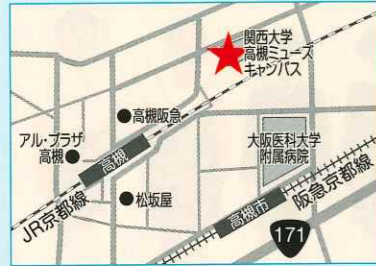 関西大学
高槻ミューズ
キャンパス
高槻阪急
アル・プラザ
高槻
高槻
大阪医科大学
附属病院
JR京都線
松坂屋
高槻市
阪急京都線
171